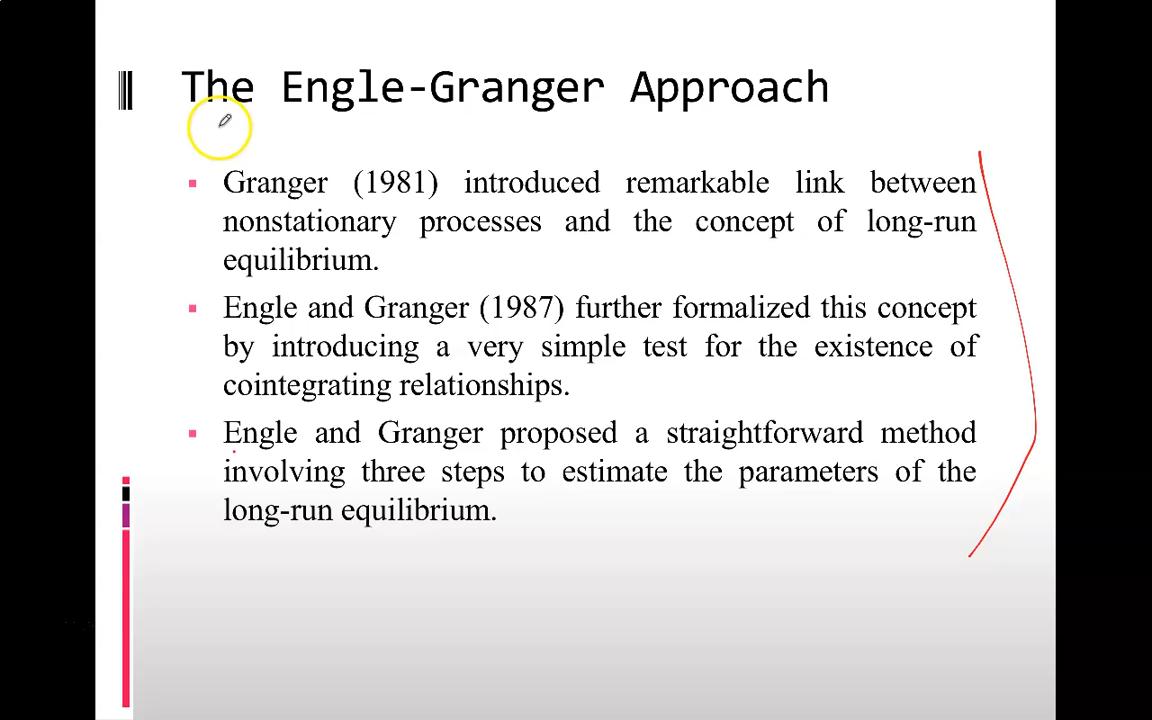 The Engle-Granger Approach
Granger (1981) introduced remarkable link between
nonstationary processes and the concept of long-run
equilibrium.
Engle and Granger (1987) further formalized this concept
by introducing a very simple test for the existence of
cointegrating relationships.
Engle and Granger proposed a straightforward method
involving three steps to estimate the parameters of the
long-run equilibrium.